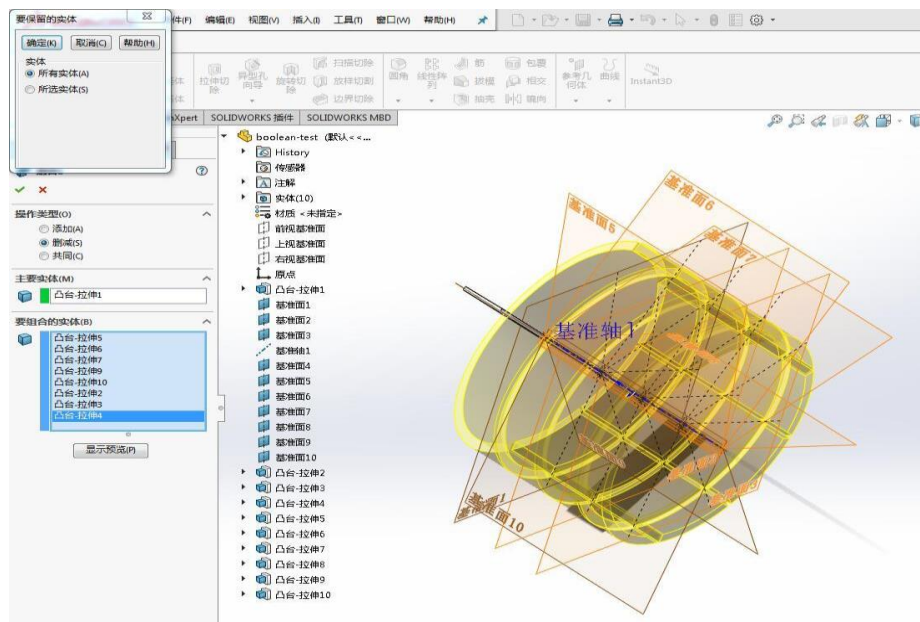 要保留的实体
确定(K) 取消(C) 帮助(H)
实体
所有实体(A)
所选实体(S)
件(F) 编辑(E) 视图(V) 插入(I) 工具(T) 窗口(W) 帮助(H)
拉伸切除 异型孔向导 旋转切除 扫描切除 放样切割 边界切除 圆角 线性阵列 筋 拔模 抽壳 包覆 相交 镜向 参考几何体 曲线 Instant3D
Xpert SOLIDWORKS 插件 SOLIDWORKS MBD
操作类型(O)
添加(A)
删减(S)
共同(C)
主要实体(M)
凸台-拉伸1
要组合的实体(B)
凸台-拉伸5
凸台-拉伸6
凸台-拉伸7
凸台-拉伸9
凸台-拉伸10
凸台-拉伸2
凸台-拉伸3
凸台-拉伸4
显示预览(P)
boolean-test (默认<<...
History
传感器
注解
实体(10)
材质 <未指定>
前视基准面
上视基准面
右视基准面
原点
凸台-拉伸1
基准面1
基准面2
基准面3
基准轴1
基准面4
基准面5
基准面6
基准面7
基准面8
基准面9
基准面10
凸台-拉伸2
凸台-拉伸3
凸台-拉伸4
凸台-拉伸5
凸台-拉伸6
凸台-拉伸7
凸台-拉伸8
凸台-拉伸9
凸台-拉伸10
基准面6
基准面5
基准面7
基准轴1
基准面10